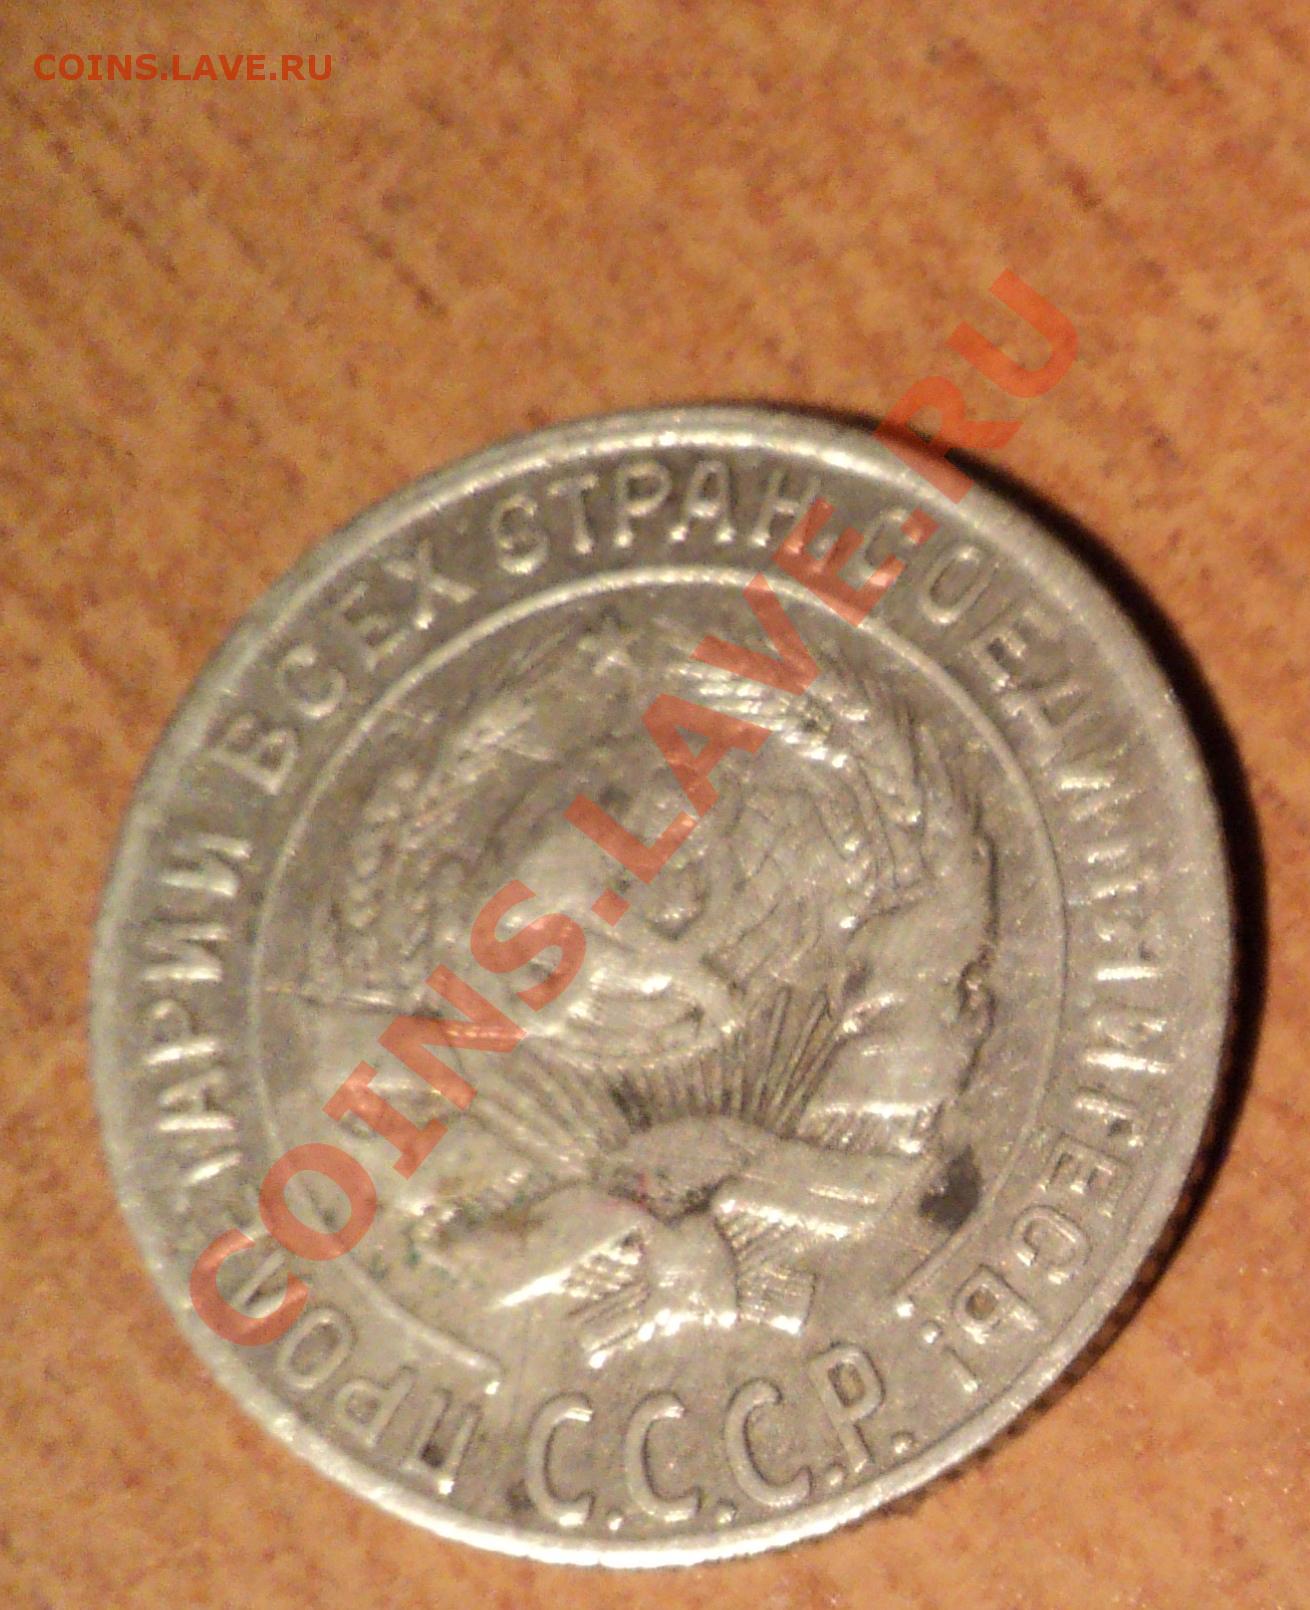 COINS.LAVE.RU
COINS.LAVE.RU
ПРОЛЕТАРИИ ВСЕХ СТРАН, СОЕДИНЯЙТЕСЬ!
С.С.С.Р.